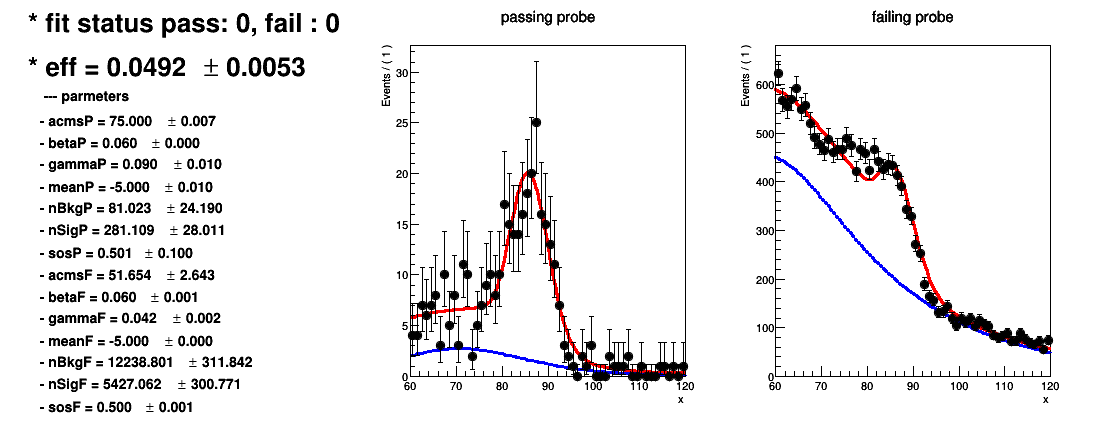 * fit status pass: 0, fail : 0
* eff = 0.0492 ± 0.0053
--- parmeters
- acmsP = 75.000 ± 0.007
- betaP = 0.060 ± 0.000
- gammaP = 0.090 ± 0.010
- meanP = -5.000 ± 0.010
- nBkgP = 81.023 ± 24.190
- nSigP = 281.109 ± 28.011
- sosP = 0.501 ± 0.100
- acmsF = 51.654 ± 2.643
- betaF = 0.060 ± 0.001
- gammaF = 0.042 ± 0.002
- meanF = -5.000 ± 0.000
- nBkgF = 12238.801 ± 311.842
- nSigF = 5427.062 ± 300.771
- sosF = 0.500 ± 0.001
passing probe
Events / ( 1 )
30
25
20
15
10
5
0
60 70 80 90 100 110 120
x
failing probe
Events / ( 1 )
600
500
400
300
200
100
0
60 70 80 90 100 110 120
x